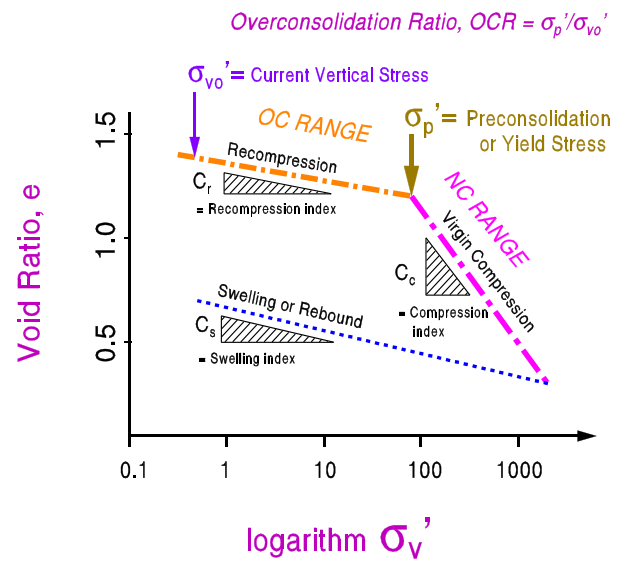 Overconsolidation Ratio, OCR = σp'/σvo'
σvo' = Current Vertical Stress
OC RANGE
σp' = Preconsolidation
or Yield Stress
Recompression
Cr
= Recompression index
NC RANGE
Virgin Compression
Cc
= Compression
index
Swelling or Rebound
Cs
= Swelling index
Void Ratio, e
1.5
1.0
0.5
0.1 1 10 100 1000
logarithm σv'